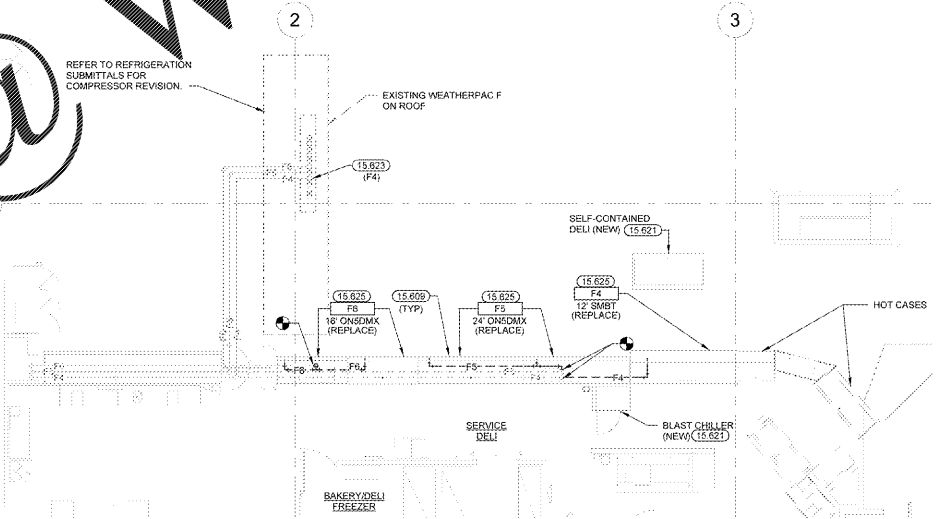 2
3
REFER TO REFRIGERATION
SUBMITTALS FOR
COMPRESSOR REVISION.
EXISTING WEATHERPAC F
ON ROOF
15.623
(F4)
SELF-CONTAINED
DELI (NEW) 15.621
15.625
F6
16' ON5DMX
(REPLACE)
15.609
(TYP)
15.625
F5
24' ON5DMX
(REPLACE)
15.625
F4
12' SMBT
(REPLACE)
HOT CASES
F6
F6
F5
F4
BLAST CHILLER
(NEW) 15.621
SERVICE
DELI
BAKERY/DELI
FREEZER